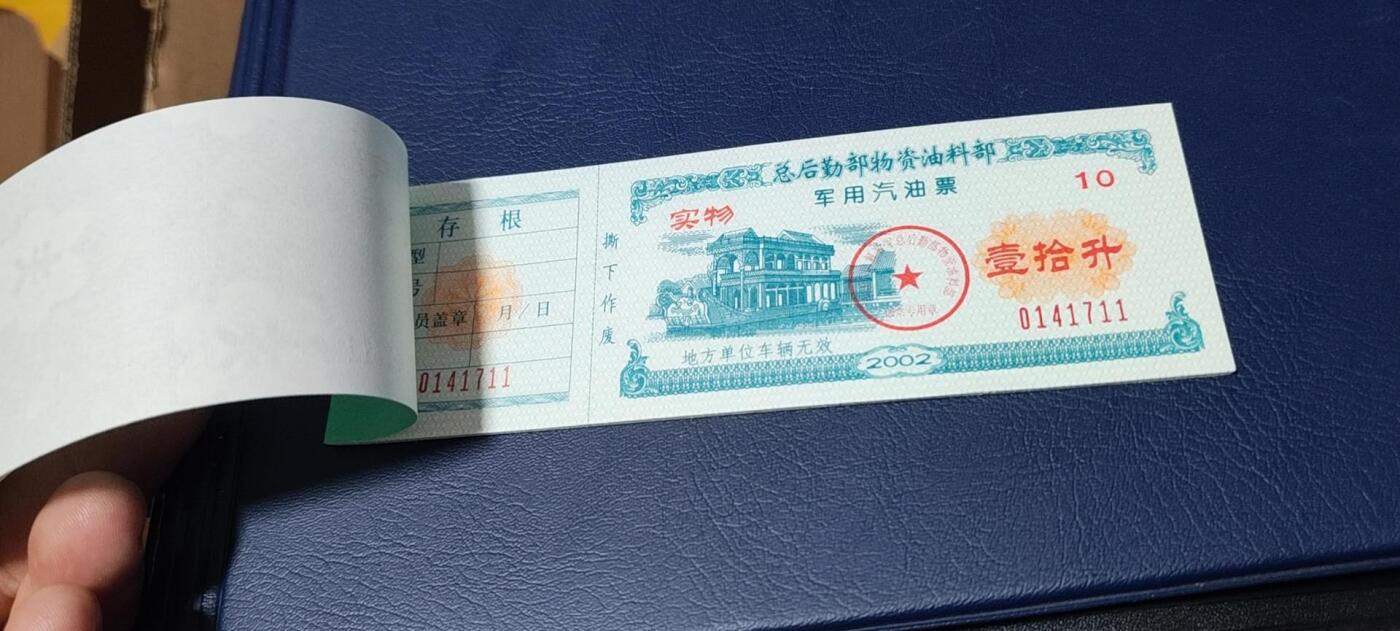 存根
型
号
员盖章 月/日
0141711
撕下作废
总后勤部物资油料部
军用汽油票
10
实物
壹拾升
0141711
地方单位车辆无效
2002